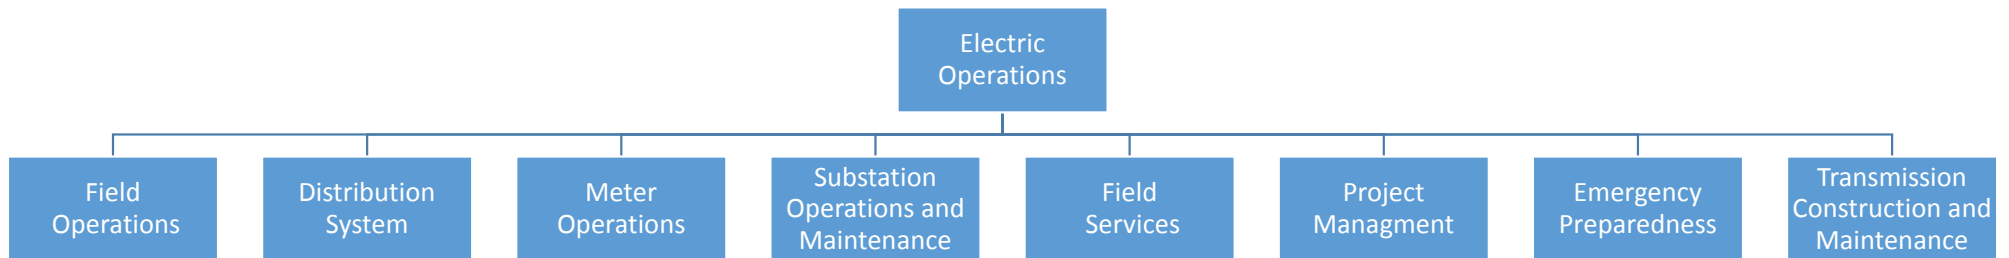 Electric
Operations
Field
Operations
Distribution
System
Meter
Operations
Substation
Operations and
Maintenance
Field
Services
Project
Managment
Emergency
Preparedness
Transmission
Construction and
Maintenance